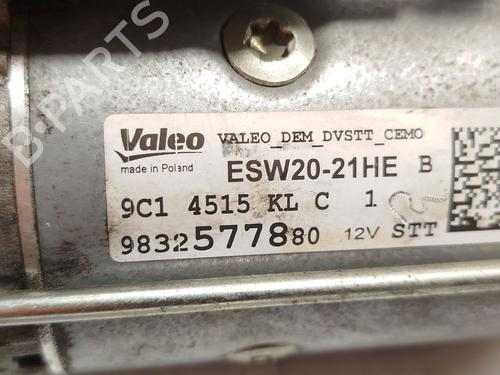 B-PARTS
Valeo VALEO_DEM_DVSTT_CEMO
made in Poland ESW20-21HE B
9C1 4515 KL C 1
9832577880 12V STT